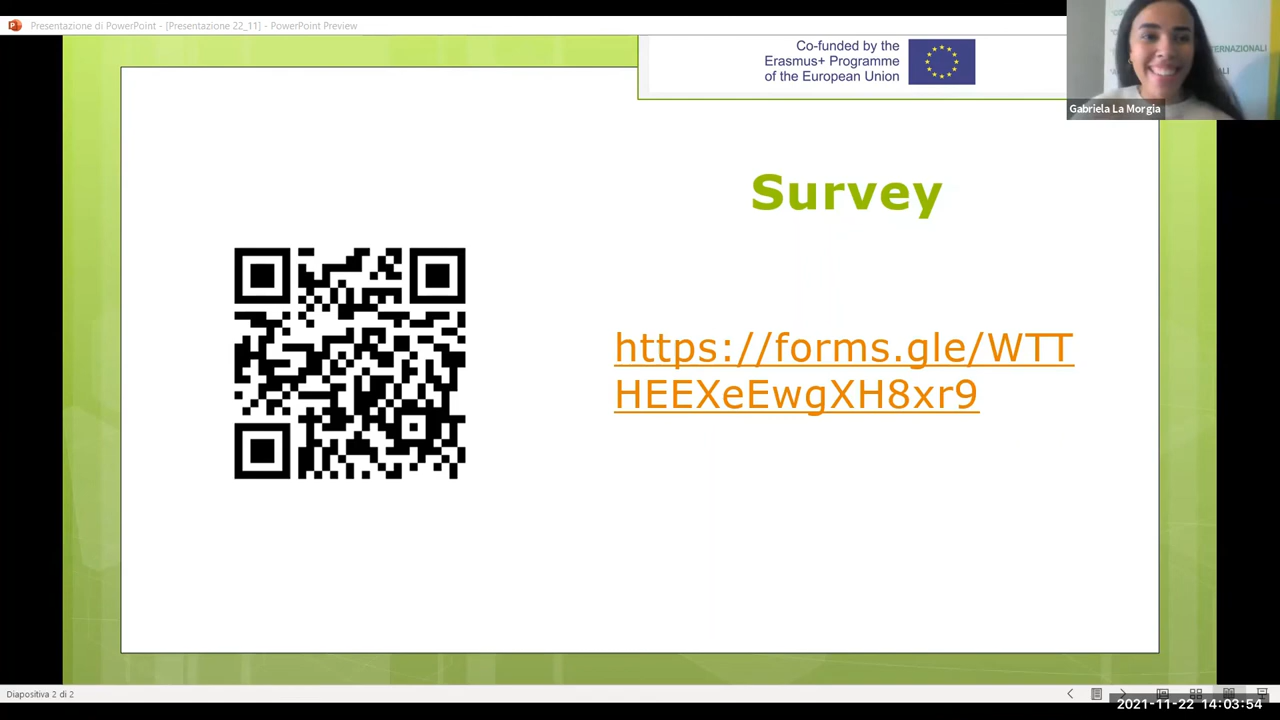 Presentazione di PowerPoint - [Presentazione 22_11] - PowerPoint Preview
Co-funded by the
Erasmus+ Programme
of the European Union
Gabriela La Morgia
Survey
https://forms.gle/WTT
HEEXeEwgXH8xr9
Diapositiva 2 di 2
2021-11-22 14:03:54